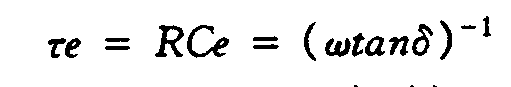 τe = RCe = (ωtanδ)⁻¹